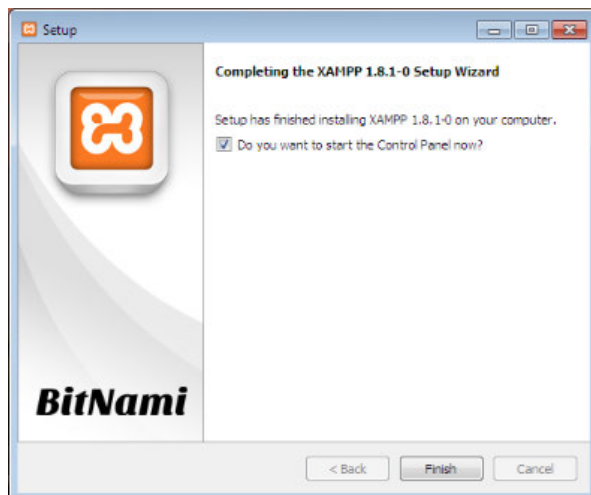 Setup
Completing the XAMPP 1.8.1-0 Setup Wizard
Setup has finished installing XAMPP 1.8.1-0 on your computer.
Do you want to start the Control Panel now?
BitNami
< Back
Finish
Cancel